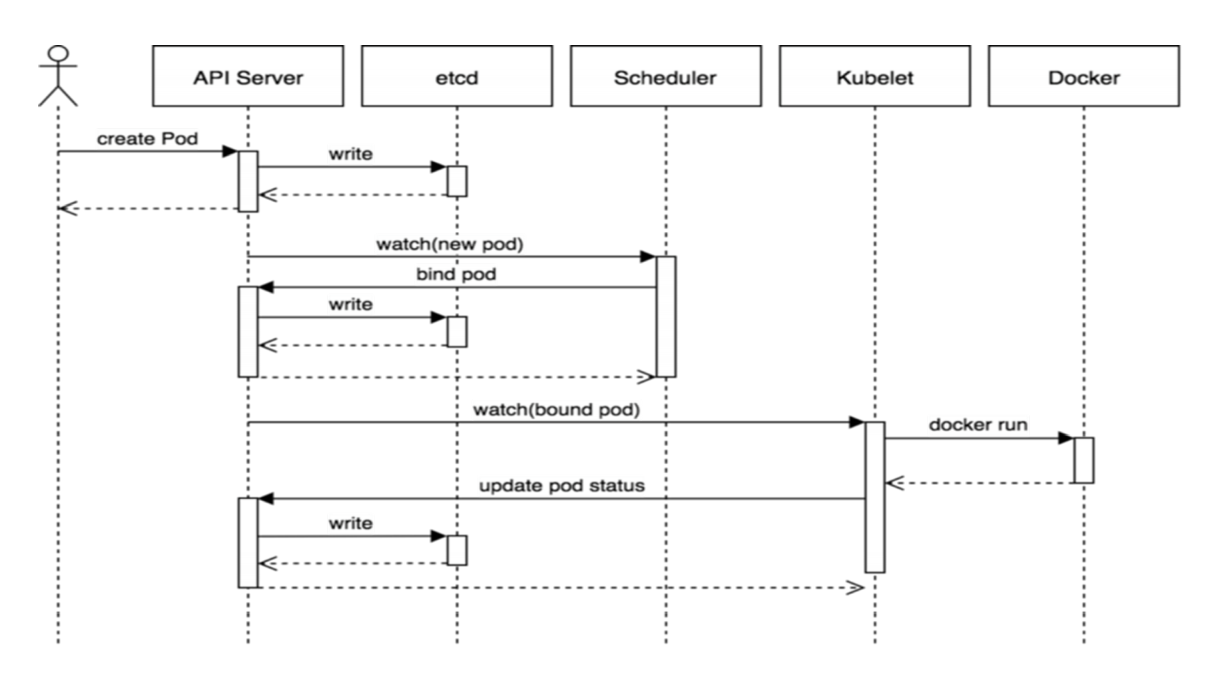 API Server
etcd
Scheduler
Kubelet
Docker
create Pod
write
watch(new pod)
bind pod
write
watch(bound pod)
docker run
update pod status
write